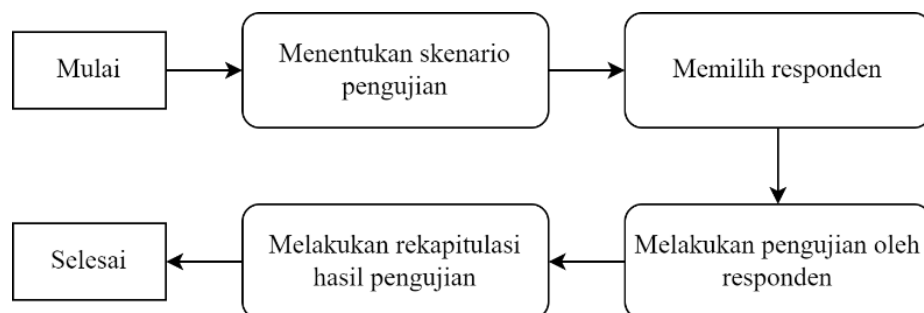 Mulai
Menentukan skenario
pengujian
Memilih responden
Melakukan pengujian oleh
responden
Melakukan rekapitulasi
hasil pengujian
Selesai